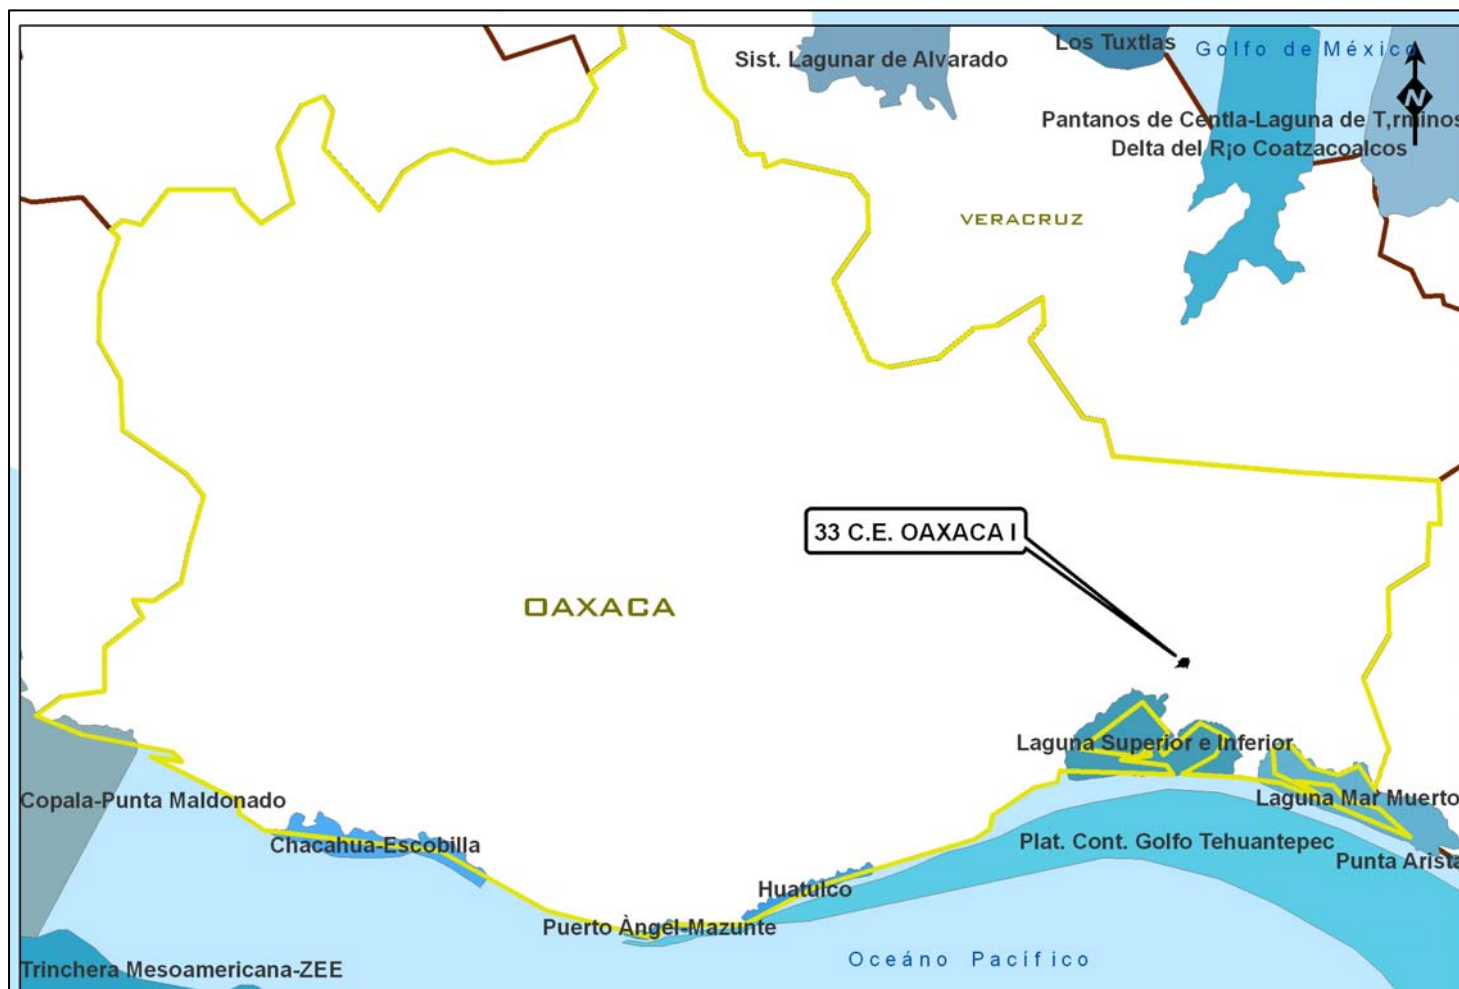 Sist. Lagunar de Alvarado
Los Tuxtlas
Golfo de México
N
Pantanos de Centla-Laguna de T,rminos
Delta del R¡o Coatzacoalcos
VERACRUZ
33 C.E. OAXACA I
OAXACA
Laguna Superior e Inferior
Copala-Punta Maldonado
Laguna Mar Muerto
Chacahua-Escobilla
Plat. Cont. Golfo Tehuantepec
Punta Arista
Huatulco
Puerto Àngel-Mazunte
Oceáno Pacífico
Trinchera Mesoamericana-ZEE